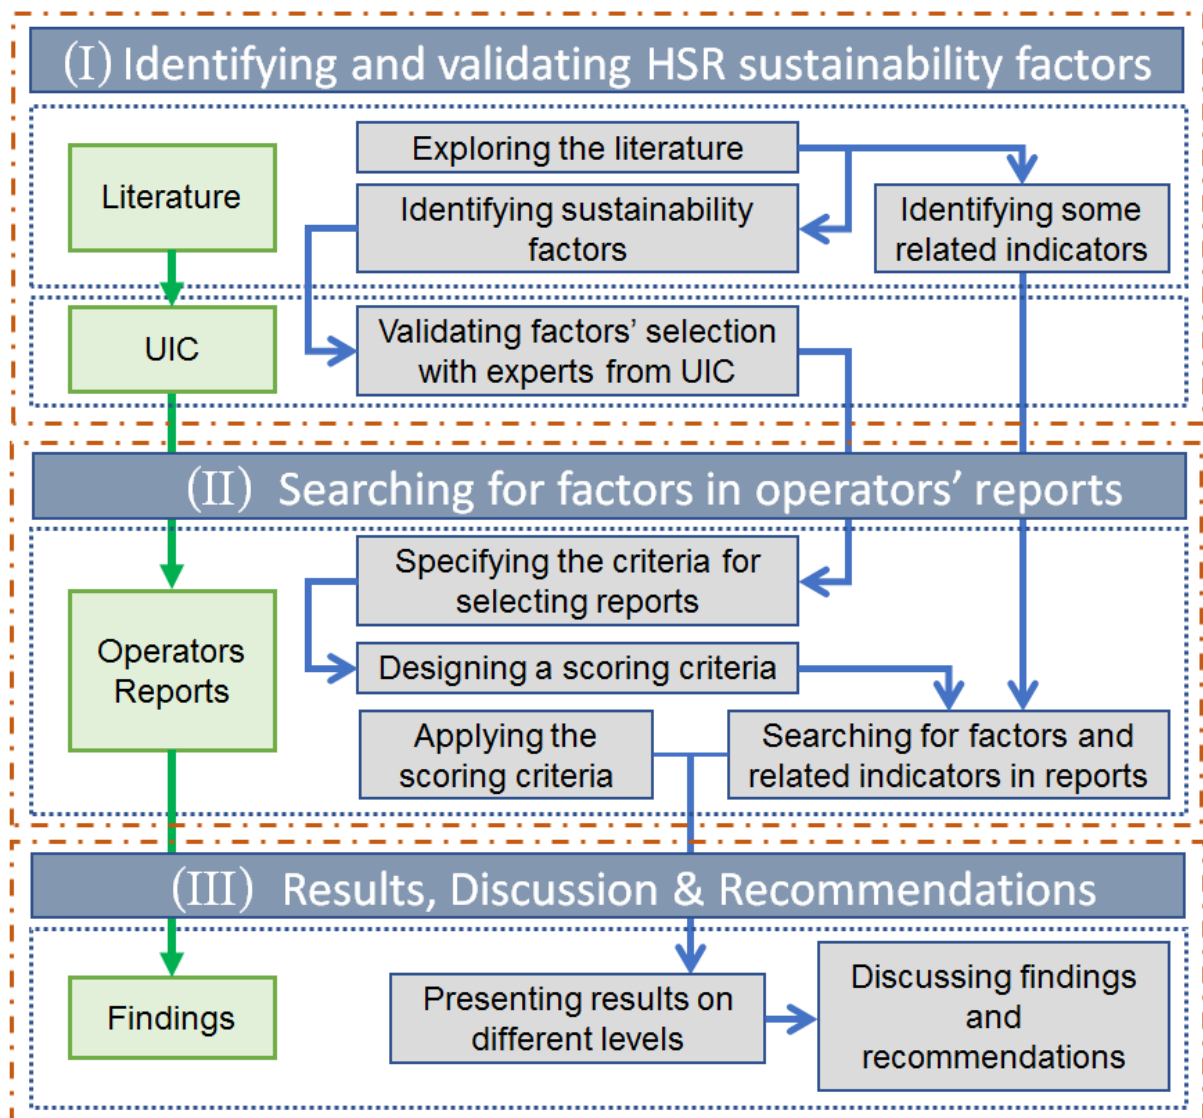 (I) Identifying and validating HSR sustainability factors
Literature
Exploring the literature
Identifying sustainability
factors
Identifying some
related indicators
UIC
Validating factors’ selection
with experts from UIC
(II) Searching for factors in operators’ reports
Operators
Reports
Specifying the criteria for
selecting reports
Designing a scoring criteria
Applying the
scoring criteria
Searching for factors and
related indicators in reports
(III) Results, Discussion & Recommendations
Findings
Presenting results on
different levels
Discussing findings
and
recommendations